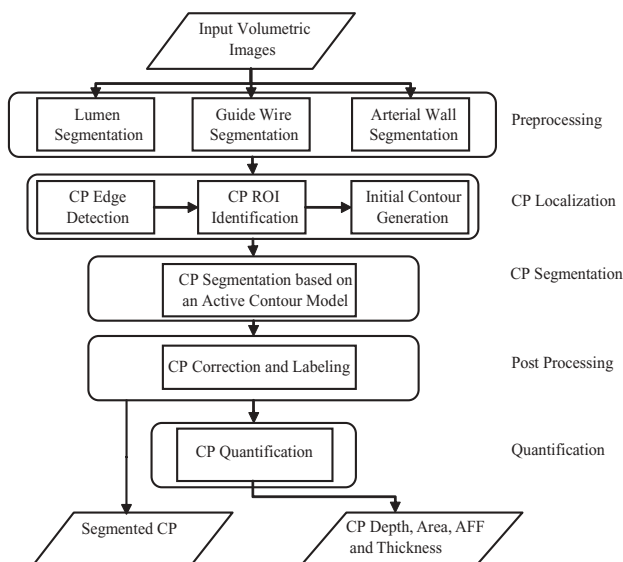 Input Volumetric
Images
Lumen
Segmentation
Guide Wire
Segmentation
Arterial Wall
Segmentation
Preprocessing
CP Edge
Detection
CP ROI
Identification
Initial Contour
Generation
CP Localization
CP Segmentation based on
an Active Contour Model
CP Segmentation
CP Correction and Labeling
Post Processing
CP Quantification
Quantification
Segmented CP
CP Depth, Area, AFF
and Thickness